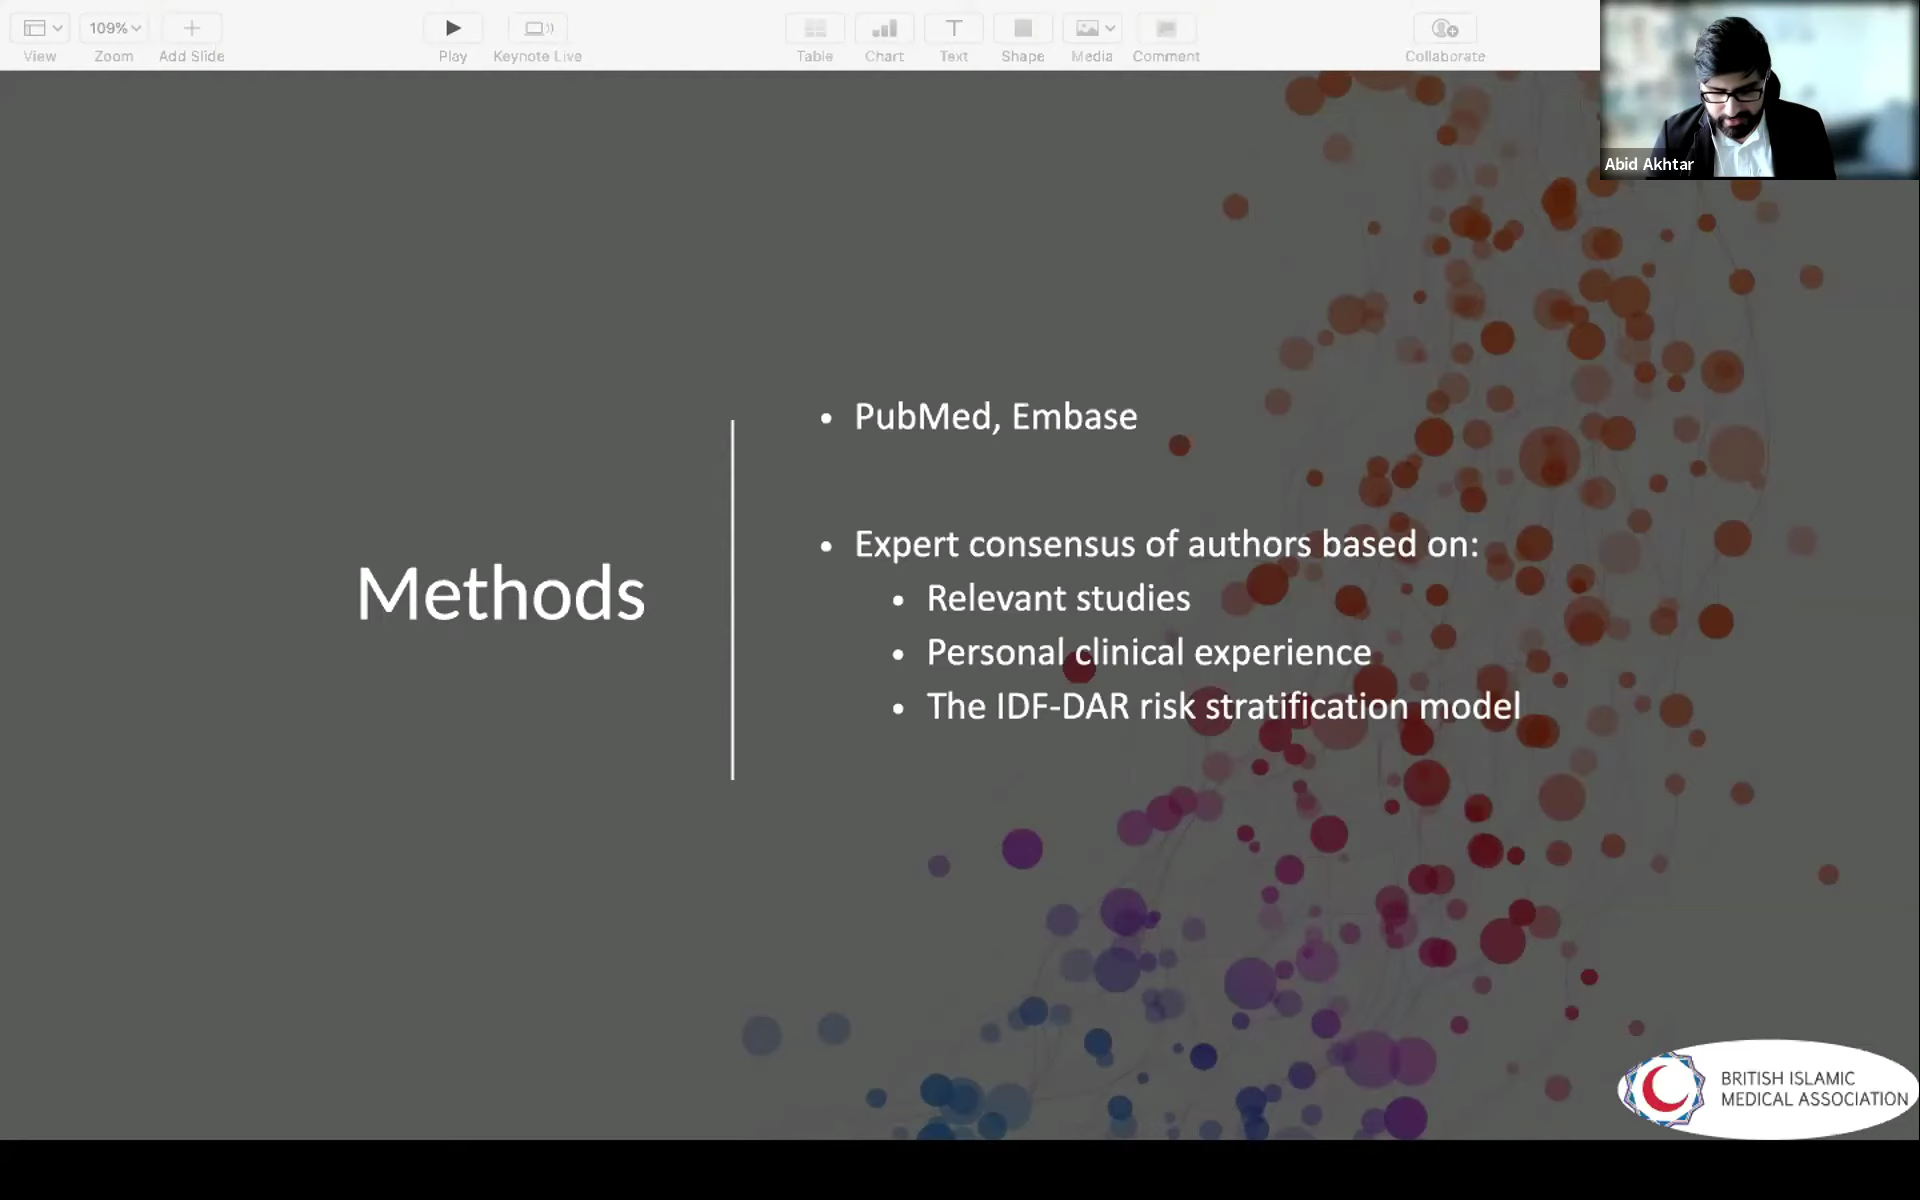 109%
View
Zoom
Add Slide
Play
Keynote Live
Table
Chart
Text
Shape
Media
Comment
Collaborate
Abid Akhtar
Methods
• PubMed, Embase
• Expert consensus of authors based on:
• Relevant studies
• Personal clinical experience
• The IDF-DAR risk stratification model
BRITISH ISLAMIC
MEDICAL ASSOCIATION